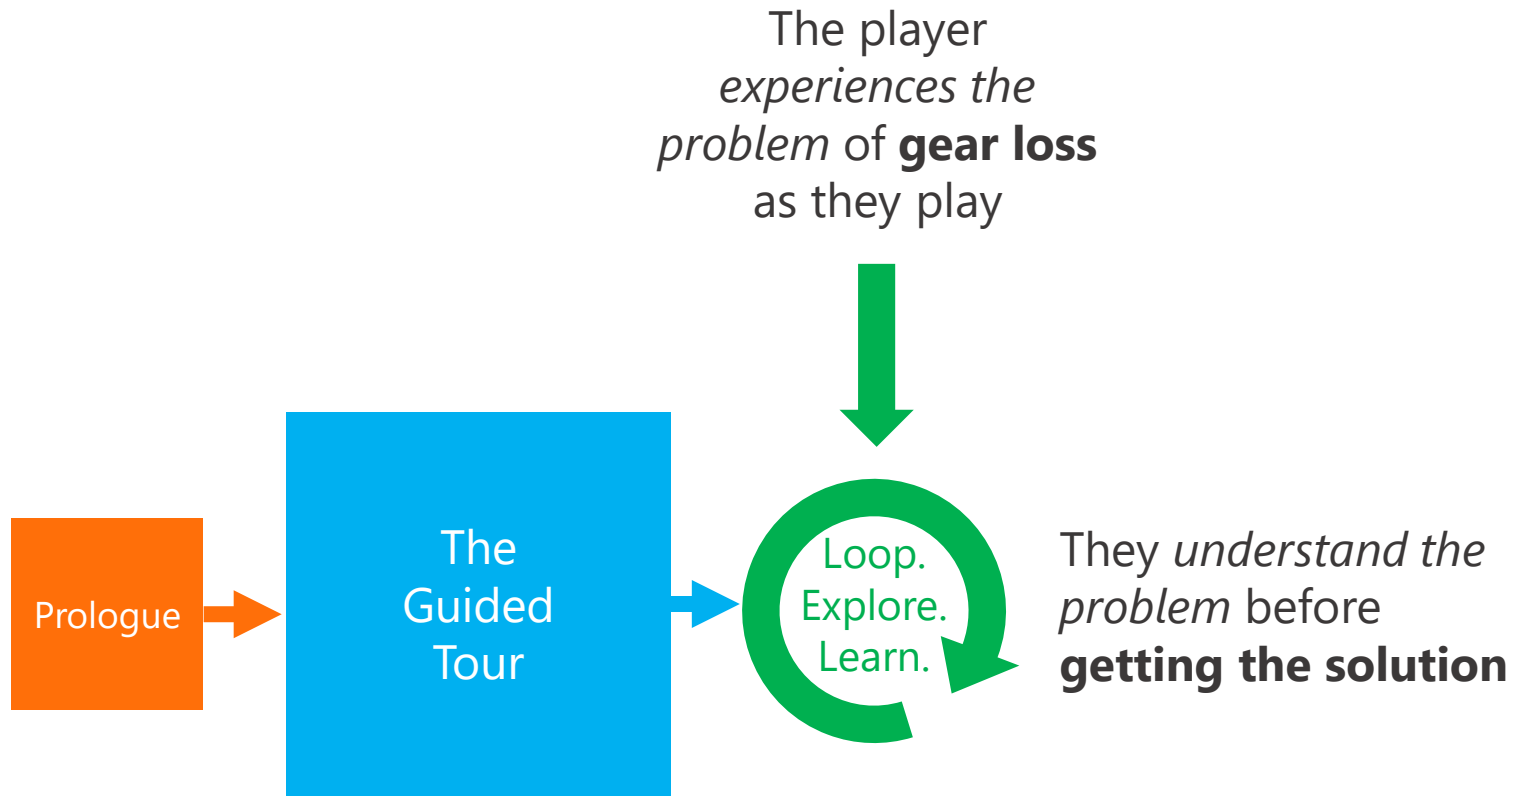 The player
experiences the
problem of gear loss
as they play
Prologue
The
Guided
Tour
Loop.
Explore.
Learn.
They understand the
problem before
getting the solution